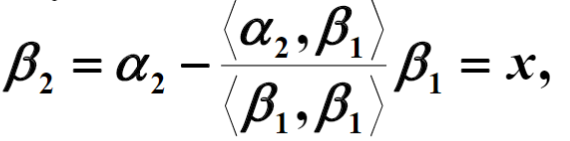 β₂ = α₂ − ⟨α₂, β₁⟩ / ⟨β₁, β₁⟩ β₁ = x,